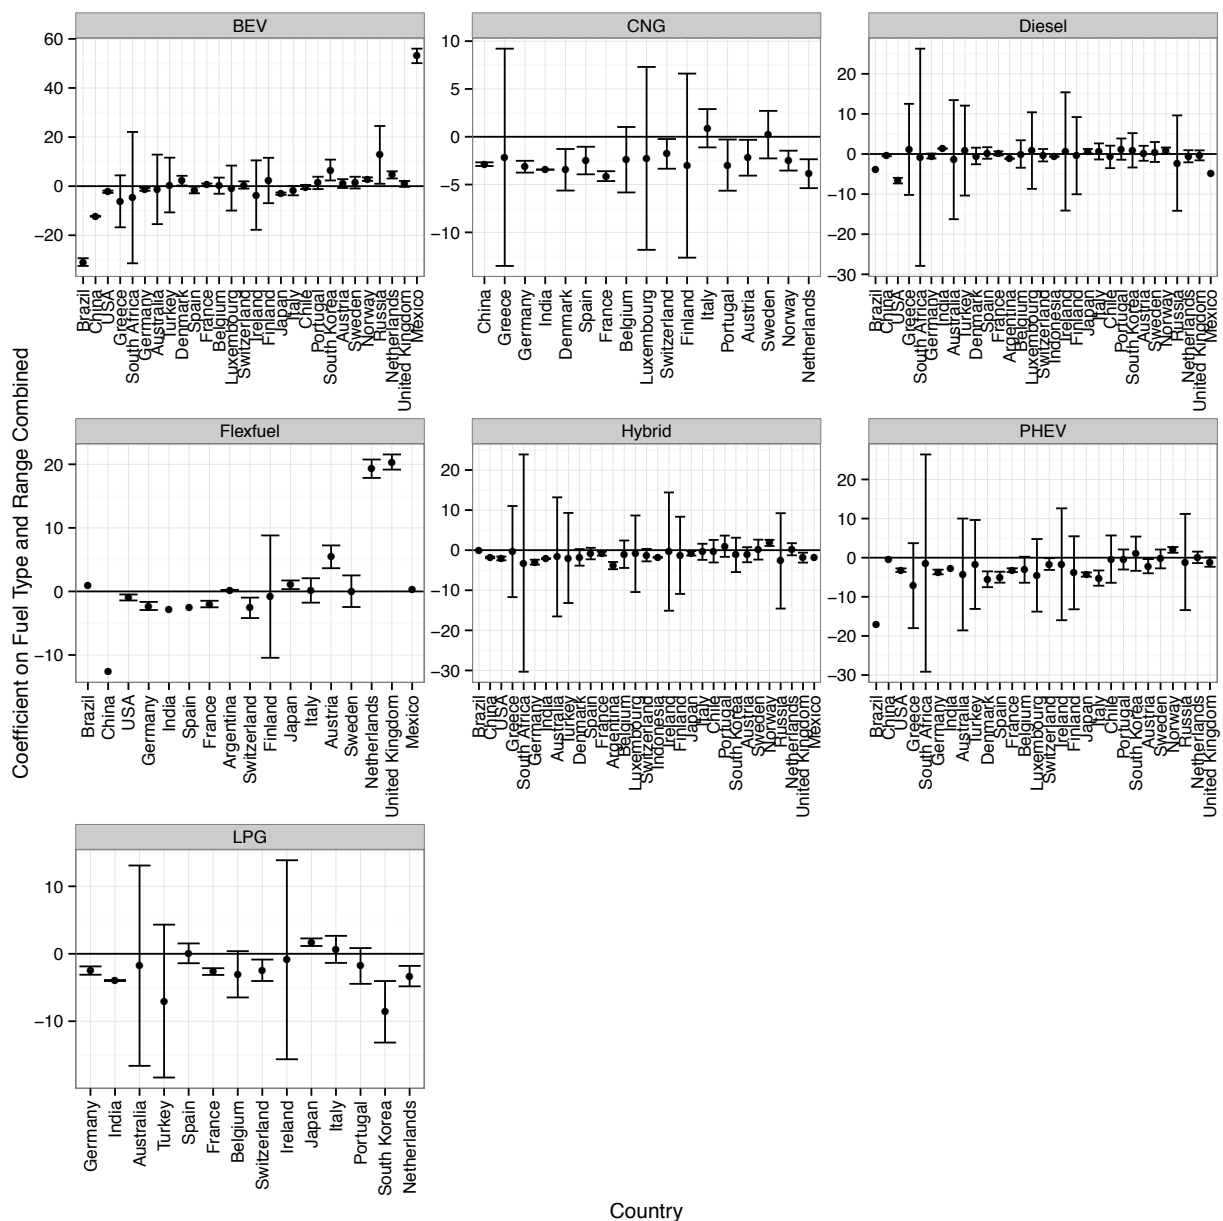 BEV
CNG
Diesel
60
40
20
0
−20
10
5
0
−5
−10
20
10
0
−10
−20
−30
Brazil
China
USA
Greece
South Africa
Germany
Australia
Turkey
Denmark
Spain
France
Belgium
Luxembourg
Switzerland
Ireland
Finland
Japan
Italy
Chile
Portugal
South Korea
Austria
Sweden
Norway
Russia
Netherlands
United Kingdom
Mexico
China
Greece
Germany
India
Denmark
Spain
France
Belgium
Luxembourg
Switzerland
Finland
Italy
Portugal
Sweden
Norway
Netherlands
Brazil
China
USA
Greece
South Africa
Germany
India
Australia
Turkey
Denmark
Spain
France
Argentina
Belgium
Luxembourg
Switzerland
Indonesia
Ireland
Finland
Japan
Italy
Chile
Portugal
South Korea
Austria
Sweden
Norway
Russia
Netherlands
United Kingdom
Mexico
Coefficient on Fuel Type and Range Combined
Flexfuel
Hybrid
PHEV
20
10
0
−10
20
10
0
−10
−20
−30
20
10
0
−10
−20
−30
Brazil
China
USA
Germany
India
Spain
France
Argentina
Switzerland
Finland
Japan
Italy
Austria
Sweden
Netherlands
United Kingdom
Mexico
Brazil
China
USA
Greece
South Africa
Germany
India
Australia
Turkey
Denmark
Spain
France
Argentina
Belgium
Luxembourg
Switzerland
Indonesia
Ireland
Finland
Japan
Italy
Chile
Portugal
South Korea
Austria
Sweden
Norway
Russia
Netherlands
United Kingdom
Mexico
Brazil
China
USA
Greece
South Africa
Germany
India
Australia
Turkey
Denmark
Spain
France
Belgium
Luxembourg
Switzerland
Ireland
Finland
Japan
Italy
Chile
Portugal
South Korea
Austria
Sweden
Norway
Russia
Netherlands
United Kingdom
LPG
10
0
−10
Germany
India
Australia
Turkey
Spain
France
Belgium
Switzerland
Ireland
Japan
Italy
Portugal
South Korea
Netherlands
Country